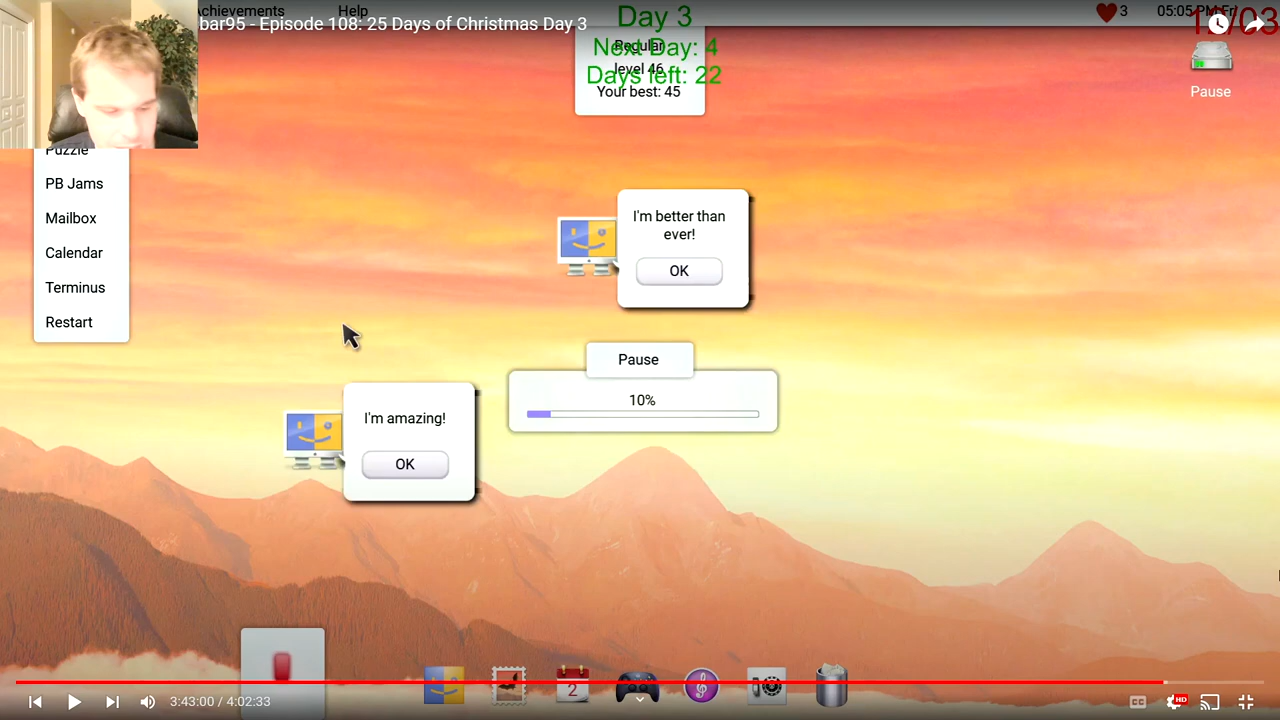 bar95 - Episode 108: 25 Days of Christmas Day 3
Achievements
Help
Day 3
3
05:05 PM Fri
Regular
Next Day: 4
level 46
Days left: 22
Your best: 45
Pause
Puzzle
PB Jams
Mailbox
Calendar
Terminus
Restart
I'm better than
ever!
OK
Pause
10%
I'm amazing!
OK
2
3:43:00 / 4:02:33
CC
HD